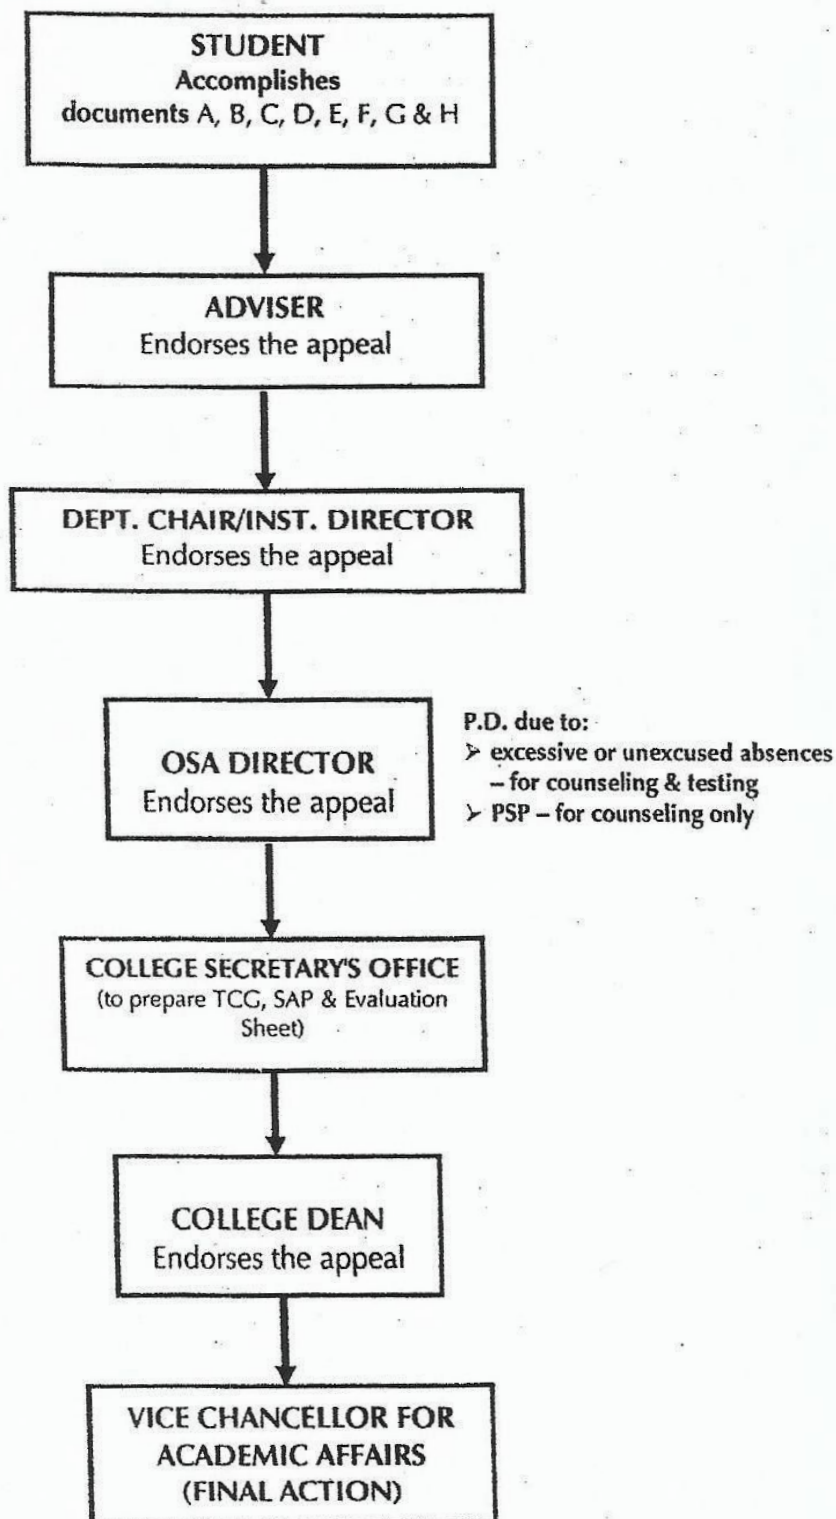 STUDENT
Accomplishes
documents A, B, C, D, E, F, G & H
ADVISER
Endorses the appeal
DEPT. CHAIR/INST. DIRECTOR
Endorses the appeal
OSA DIRECTOR
Endorses the appeal
P.D. due to:
➢ excessive or unexcused absences
– for counseling & testing
➢ PSP – for counseling only
COLLEGE SECRETARY'S OFFICE
(to prepare TCG, SAP & Evaluation
Sheet)
COLLEGE DEAN
Endorses the appeal
VICE CHANCELLOR FOR
ACADEMIC AFFAIRS
(FINAL ACTION)